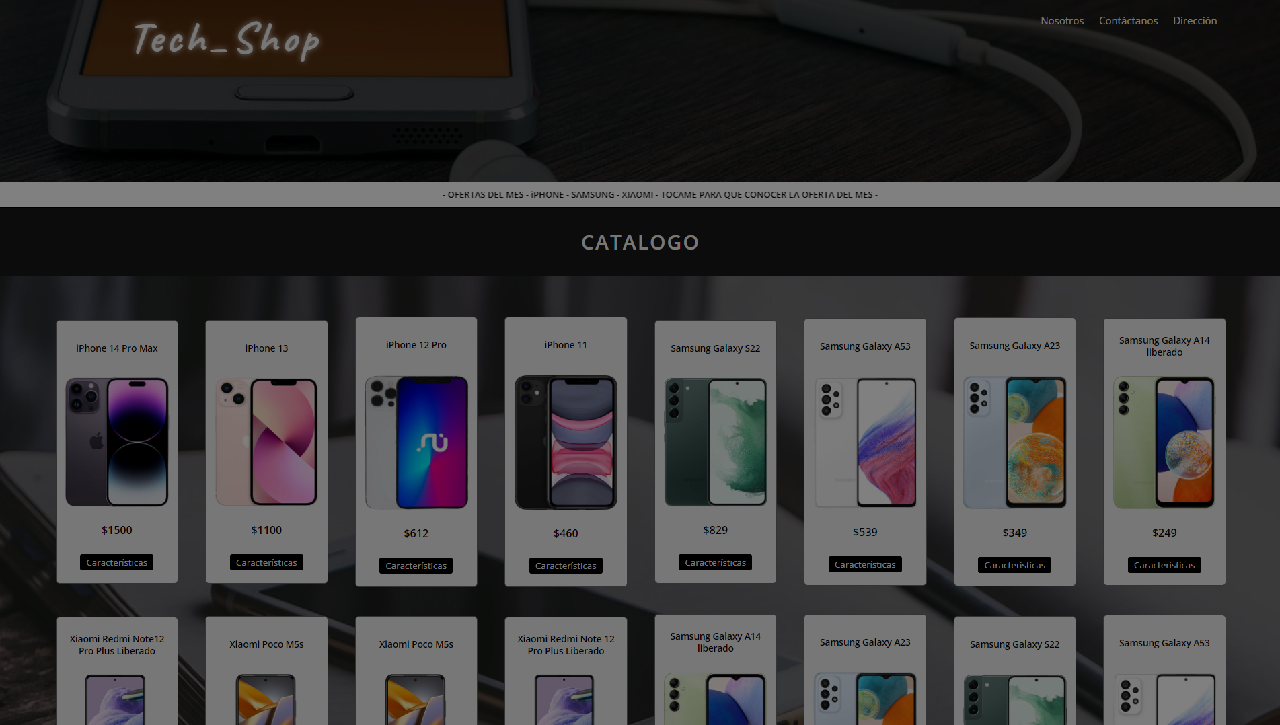 Tech_Shop
Nosotros Contáctanos Dirección
- OFERTAS DEL MES - iPHONE - SAMSUNG - XIAOMI - TOCAME PARA QUE CONOCER LA OFERTA DEL MES -
CATALOGO
iPhone 14 Pro Max
$1500
Características
iPhone 13
$1100
Características
iPhone 12 Pro
$612
Características
iPhone 11
$460
Características
Samsung Galaxy S22
$829
Características
Samsung Galaxy A53
$539
Características
Samsung Galaxy A23
$349
Características
Samsung Galaxy A14
liberado
$249
Características
Xiaomi Redmi Note12
Pro Plus Liberado
Xiaomi Poco M5s
Xiaomi Poco M5s
Xiaomi Redmi Note 12
Pro Plus Liberado
Samsung Galaxy A14
liberado
Samsung Galaxy A23
Samsung Galaxy S22
Samsung Galaxy A53